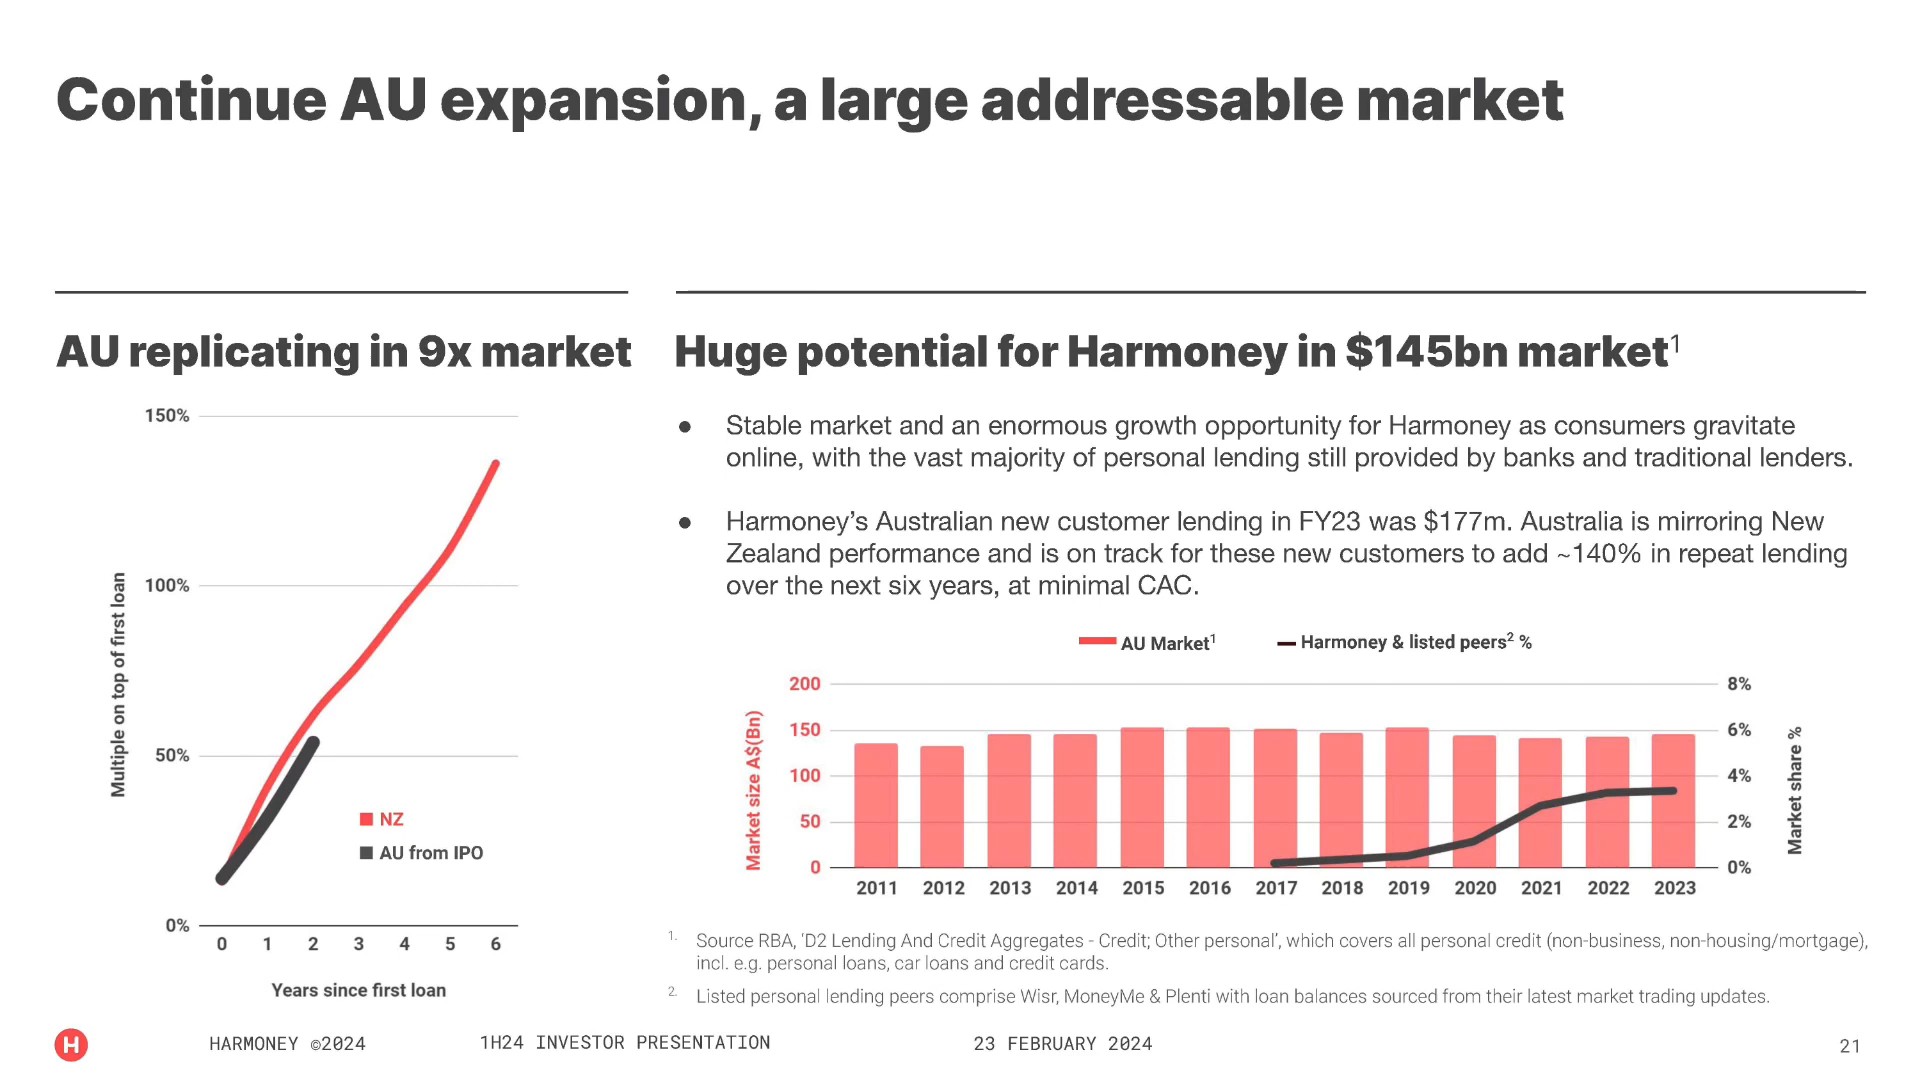 Continue AU expansion, a large addressable market
AU replicating in 9x market
150%
100%
50%
0%
Multiple on top of first loan
NZ
AU from IPO
0 1 2 3 4 5 6
Years since first loan
Huge potential for Harmoney in $145bn market1
● Stable market and an enormous growth opportunity for Harmoney as consumers gravitate
online, with the vast majority of personal lending still provided by banks and traditional lenders.
● Harmoney’s Australian new customer lending in FY23 was $177m. Australia is mirroring New
Zealand performance and is on track for these new customers to add ~140% in repeat lending
over the next six years, at minimal CAC.
AU Market1 Harmoney & listed peers2 %
Market size A$(Bn)
200
150
100
50
0
8%
6%
4%
2%
0%
Market share %
2011 2012 2013 2014 2015 2016 2017 2018 2019 2020 2021 2022 2023
1. Source RBA, ‘D2 Lending And Credit Aggregates - Credit; Other personal’, which covers all personal credit (non-business, non-housing/mortgage),
incl. e.g. personal loans, car loans and credit cards.
2. Listed personal lending peers comprise Wisr, MoneyMe & Plenti with loan balances sourced from their latest market trading updates.
H HARMONEY ©2024 1H24 INVESTOR PRESENTATION 23 FEBRUARY 2024 21